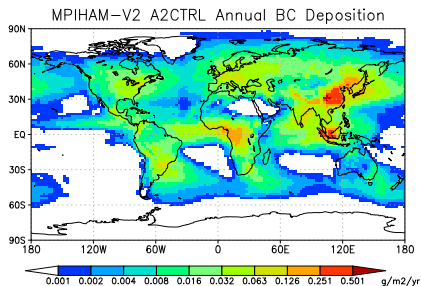 MPIHAM-V2 A2CTRL Annual BC Deposition
90N
60N
30N
EQ
30S
60S
90S
180 120W 60W 0 60E 120E 180
0.001 0.002 0.004 0.008 0.016 0.032 0.063 0.126 0.251 0.501 g/m2/yr